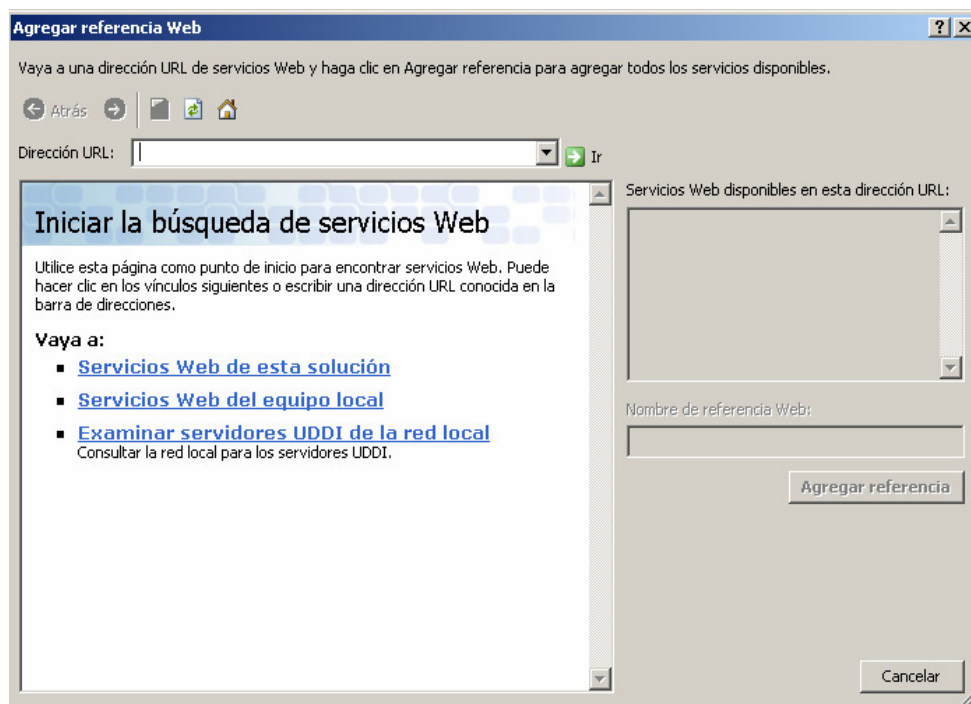 Agregar referencia Web
Vaya a una dirección URL de servicios Web y haga clic en Agregar referencia para agregar todos los servicios disponibles.
Atrás
Dirección URL:
Ir
Iniciar la búsqueda de servicios Web
Utilice esta página como punto de inicio para encontrar servicios Web. Puede
hacer clic en los vínculos siguientes o escribir una dirección URL conocida en la
barra de direcciones.
Vaya a:
Servicios Web de esta solución
Servicios Web del equipo local
Examinar servidores UDDI de la red local
Consultar la red local para los servidores UDDI.
Servicios Web disponibles en esta dirección URL:
Nombre de referencia Web:
Agregar referencia
Cancelar